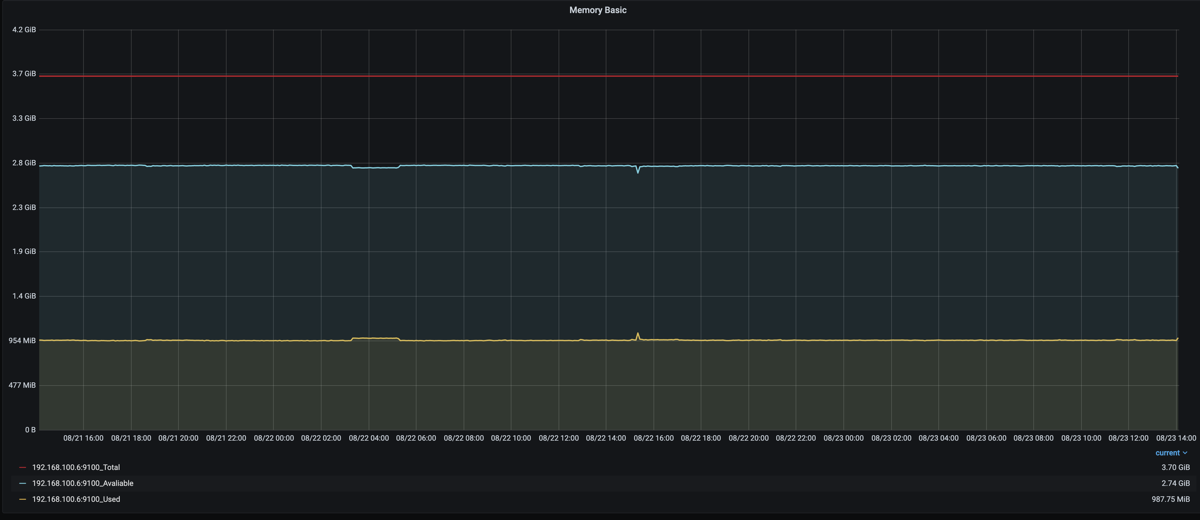 Memory Basic
4.2 GiB
3.7 GiB
3.3 GiB
2.8 GiB
2.3 GiB
1.9 GiB
1.4 GiB
954 MiB
477 MiB
0 B
08/21 16:00 08/21 18:00 08/21 20:00 08/21 22:00 08/22 00:00 08/22 02:00 08/22 04:00 08/22 06:00 08/22 08:00 08/22 10:00 08/22 12:00 08/22 14:00 08/22 16:00 08/22 18:00 08/22 20:00 08/22 22:00 08/23 00:00 08/23 02:00 08/23 04:00 08/23 06:00 08/23 08:00 08/23 10:00 08/23 12:00 08/23 14:00
current
192.168.100.6:9100_Total 3.70 GiB
192.168.100.6:9100_Avaliable 2.74 GiB
192.168.100.6:9100_Used 987.75 MiB